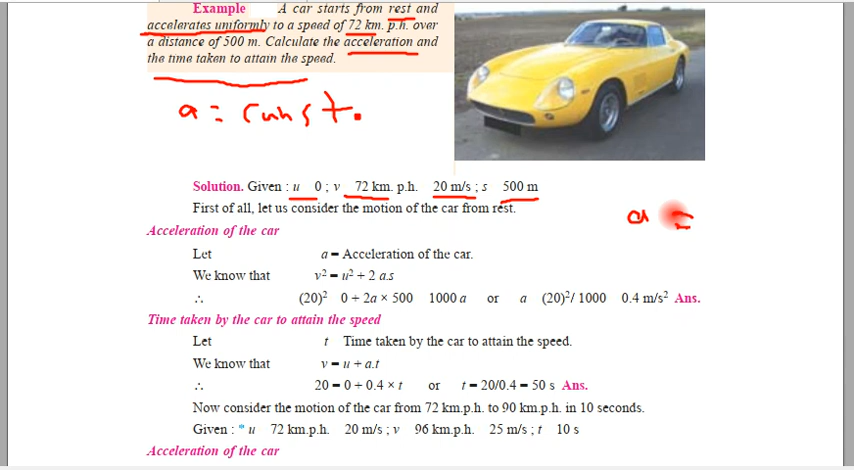 Example A car starts from rest and
accelerates uniformly to a speed of 72 km. p.h. over
a distance of 500 m. Calculate the acceleration and
the time taken to attain the speed.
a = const.
Solution. Given : u 0 ; v 72 km. p.h. 20 m/s ; s 500 m
First of all, let us consider the motion of the car from rest.
a =
Acceleration of the car
Let a = Acceleration of the car.
We know that v² = u² + 2 a.s
∴ (20)² 0 + 2a × 500 1000 a or a (20)²/ 1000 0.4 m/s² Ans.
Time taken by the car to attain the speed
Let t Time taken by the car to attain the speed.
We know that v = u + a.t
∴ 20 = 0 + 0.4 × t or t = 20/0.4 = 50 s Ans.
Now consider the motion of the car from 72 km.p.h. to 90 km.p.h. in 10 seconds.
Given : * u 72 km.p.h. 20 m/s ; v 96 km.p.h. 25 m/s ; t 10 s
Acceleration of the car